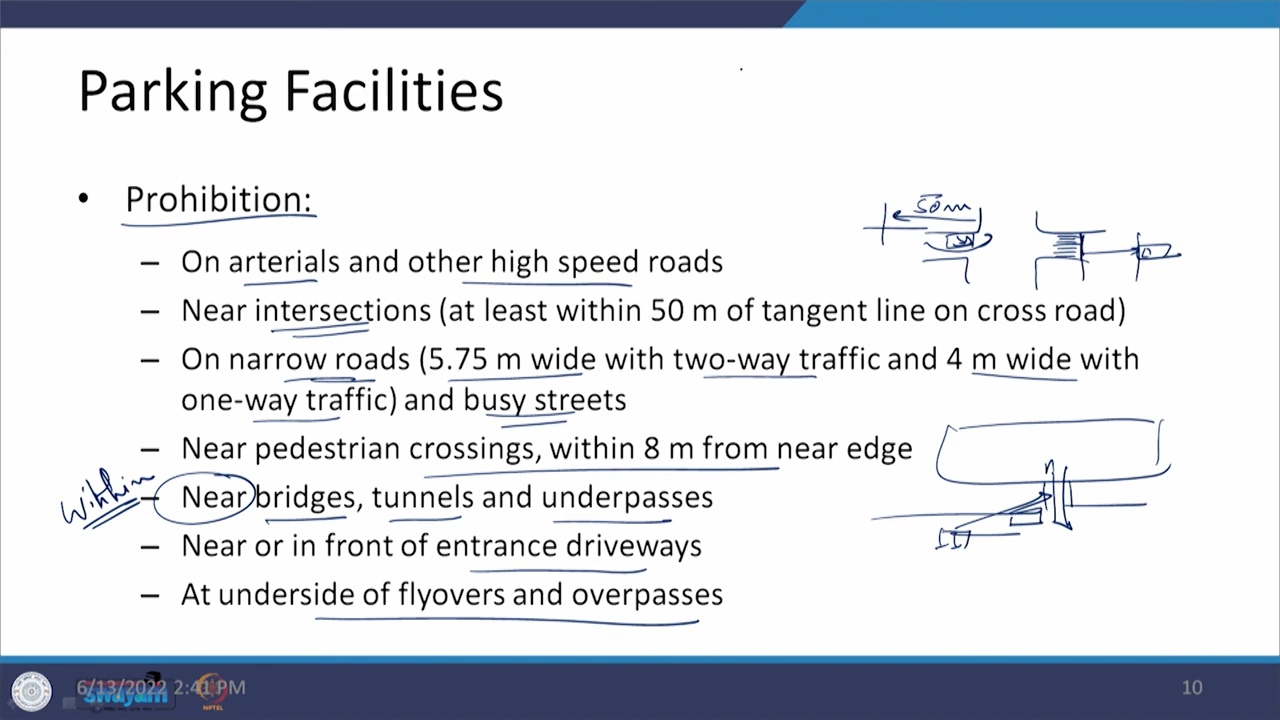 Parking Facilities
• Prohibition:
– On arterials and other high speed roads
– Near intersections (at least within 50 m of tangent line on cross road)
– On narrow roads (5.75 m wide with two-way traffic and 4 m wide with
one-way traffic) and busy streets
– Near pedestrian crossings, within 8 m from near edge
– Near bridges, tunnels and underpasses
– Near or in front of entrance driveways
– At underside of flyovers and overpasses
50m
within
6/13/2022 2:41 PM
swayam
NPTEL
10